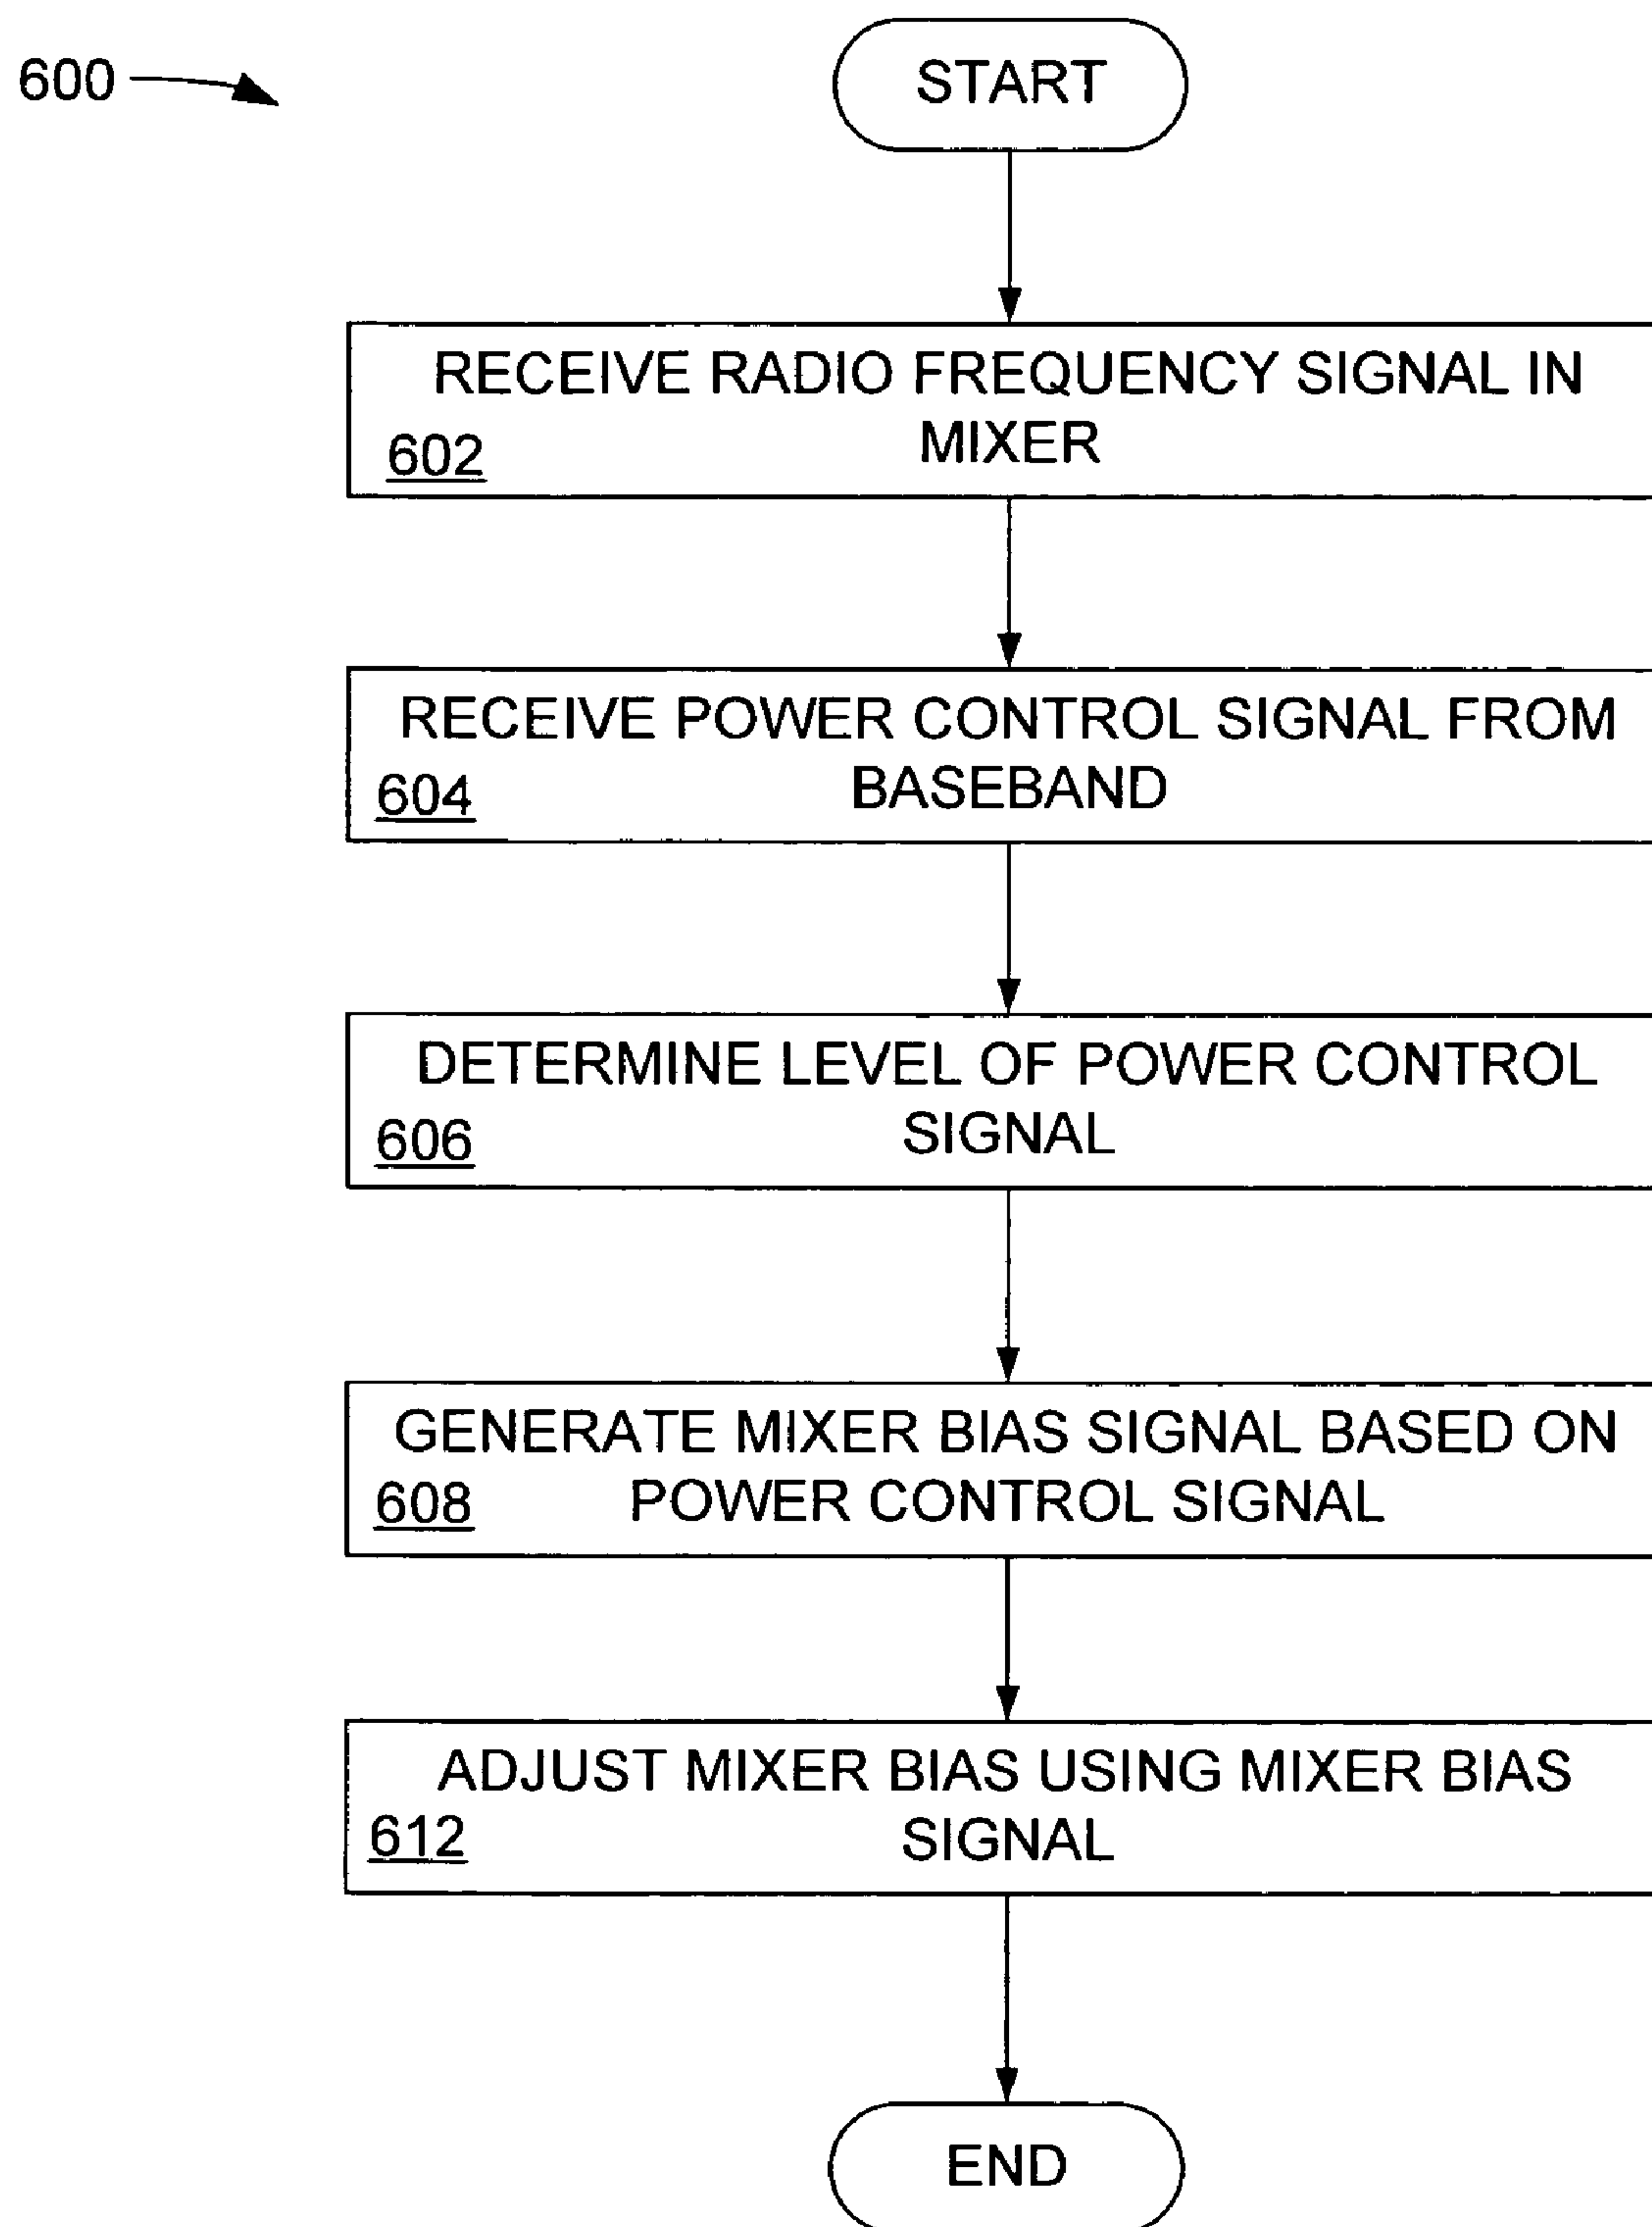 600
START
RECEIVE RADIO FREQUENCY SIGNAL IN
MIXER
602
RECEIVE POWER CONTROL SIGNAL FROM
BASEBAND
604
DETERMINE LEVEL OF POWER CONTROL
SIGNAL
606
GENERATE MIXER BIAS SIGNAL BASED ON
POWER CONTROL SIGNAL
608
ADJUST MIXER BIAS USING MIXER BIAS
SIGNAL
612
END